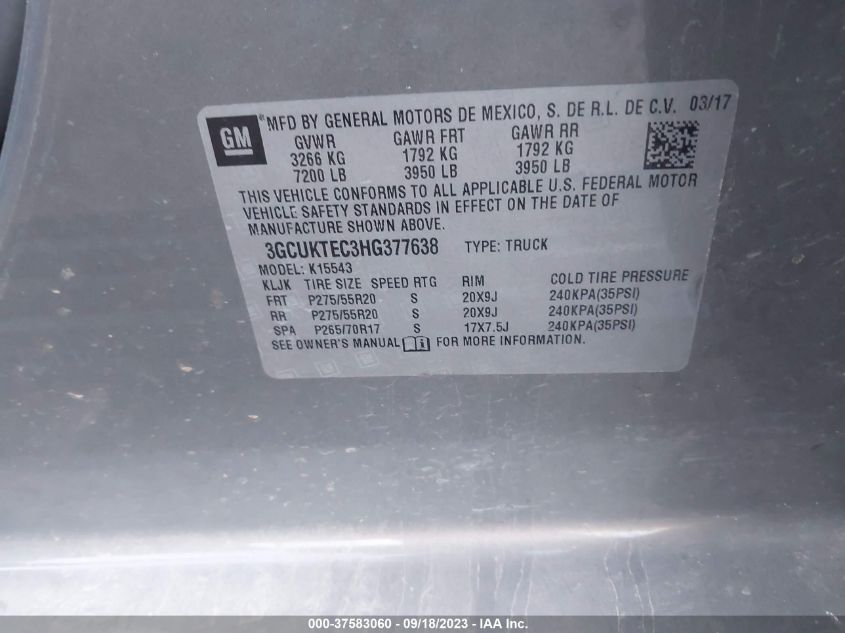 GM
MFD BY GENERAL MOTORS DE MEXICO, S. DE R.L. DE C.V. 03/17
GVWR GAWR FRT GAWR RR
3266 KG 1792 KG 1792 KG
7200 LB 3950 LB 3950 LB
THIS VEHICLE CONFORMS TO ALL APPLICABLE U.S. FEDERAL MOTOR
VEHICLE SAFETY STANDARDS IN EFFECT ON THE DATE OF
MANUFACTURE SHOWN ABOVE.
3GCUKTEC3HG377638 TYPE: TRUCK
MODEL: K15543
KLJK TIRE SIZE SPEED RTG RIM COLD TIRE PRESSURE
FRT P275/55R20 S 20X9J 240KPA(35PSI)
RR P275/55R20 S 20X9J 240KPA(35PSI)
SPA P265/70R17 S 17X7.5J 240KPA(35PSI)
SEE OWNER'S MANUAL FOR MORE INFORMATION.
000-37583060 - 09/18/2023 - IAAI.com.